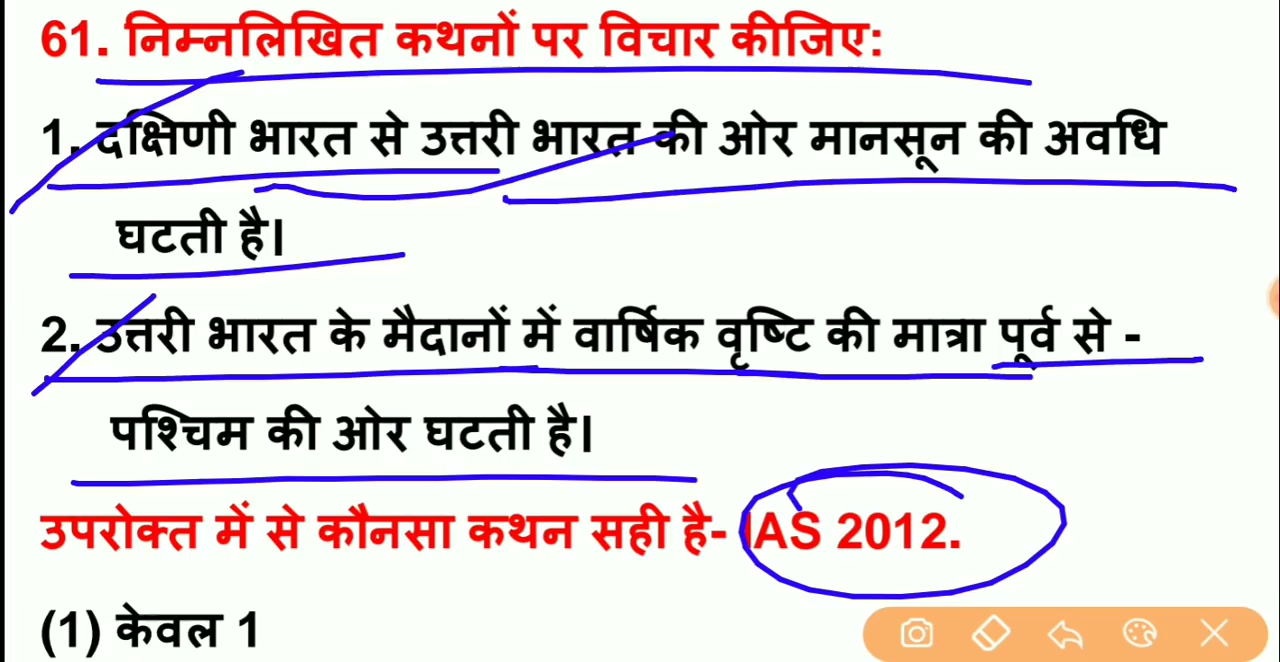 61. निम्नलिखित कथनों पर विचार कीजिए:
1. दक्षिणी भारत से उत्तरी भारत की ओर मानसून की अवधि
घटती है।
2. उत्तरी भारत के मैदानों में वार्षिक वृष्टि की मात्रा पूर्व से -
पश्चिम की ओर घटती है।
उपरोक्त में से कौनसा कथन सही है- IAS 2012.
(1) केवल 1